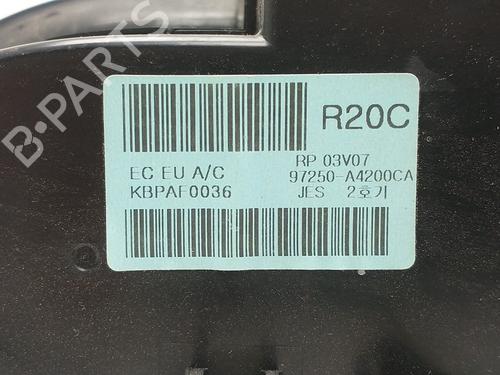 B-PARTS
R20C
EC EU A/C
RP 03V07
KBPAF0036
97250-A4200CA
JES 2호기